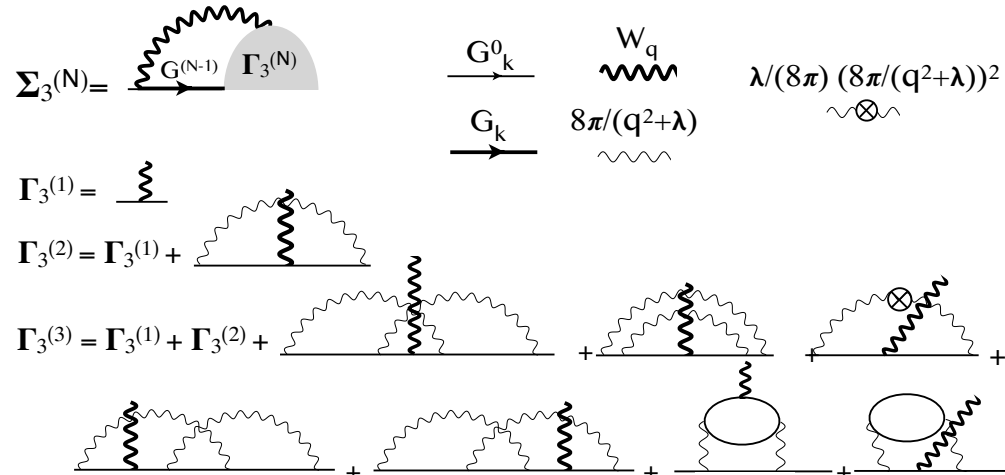 G⁰ₖ W_q
Σ₃⁽ᴺ⁾= G⁽ᴺ⁻¹⁾ Γ₃⁽ᴺ⁾ λ/(8π) (8π/(q²+λ))²
Gₖ 8π/(q²+λ)
Γ₃⁽¹⁾ =
Γ₃⁽²⁾ = Γ₃⁽¹⁾ +
Γ₃⁽³⁾ = Γ₃⁽¹⁾ + Γ₃⁽²⁾ + + + +
+ + +